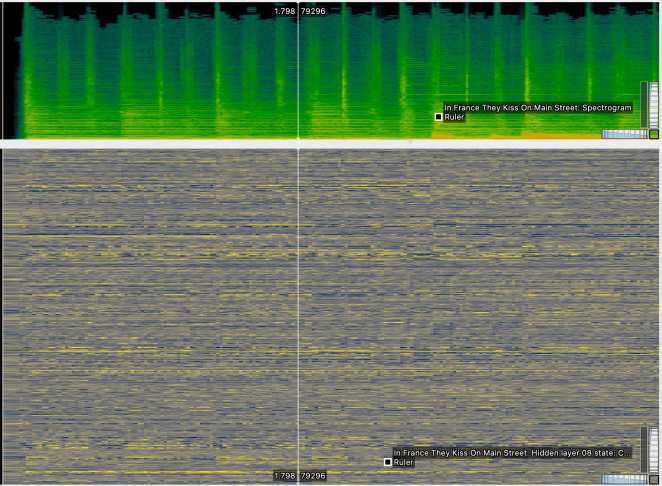 1.798 79296
In France They Kiss On Main Street: Spectrogram
Ruler
In France They Kiss On Main Street: Hidden layer 08 state: C...
Ruler
1.798 79296